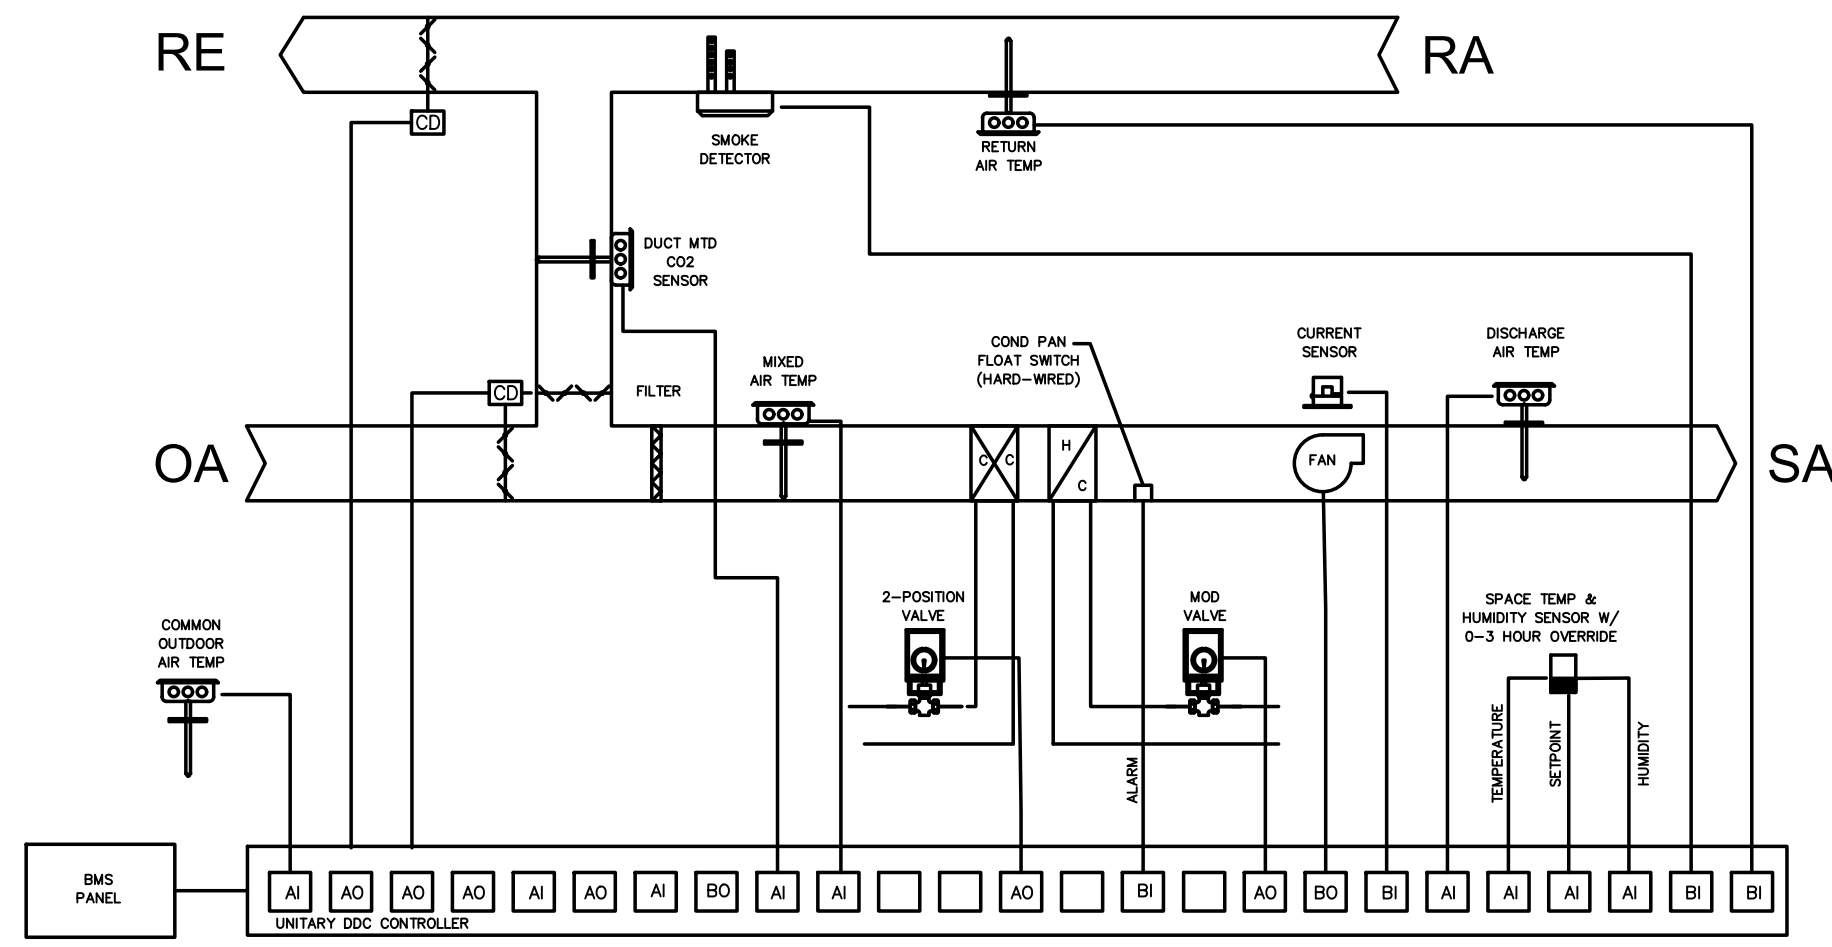 RE
RA
CD
SMOKE
DETECTOR
RETURN
AIR TEMP
DUCT MTD
CO2
SENSOR
COND PAN
FLOAT SWITCH
(HARD-WIRED)
CURRENT
SENSOR
DISCHARGE
AIR TEMP
MIXED
AIR TEMP
CD
FILTER
OA
C C
H
C
FAN
SA
2-POSITION
VALVE
MOD
VALVE
SPACE TEMP &
HUMIDITY SENSOR W/
0-3 HOUR OVERRIDE
COMMON
OUTDOOR
AIR TEMP
ALARM
TEMPERATURE
SETPOINT
HUMIDITY
BMS
PANEL
AI AO AO AO AI AO AI BO AI AI AO BI AO BO BI AI AI AI AI BI BI
UNITARY DDC CONTROLLER